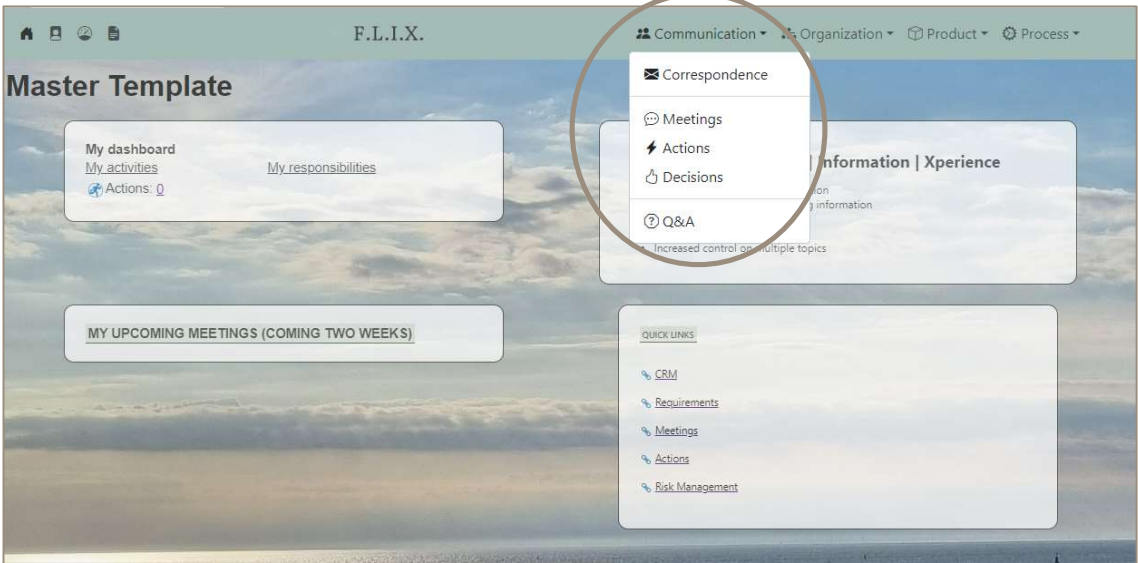 F.L.I.X.
Communication
Organization
Product
Process
Correspondence
Meetings
Actions
Decisions
Q&A
Master Template
My dashboard
My activities
My responsibilities
Actions: 0
Information | Xperience
information
Increased control on multiple topics
MY UPCOMING MEETINGS (COMING TWO WEEKS)
QUICK LINKS
CRM
Requirements
Meetings
Actions
Risk Management